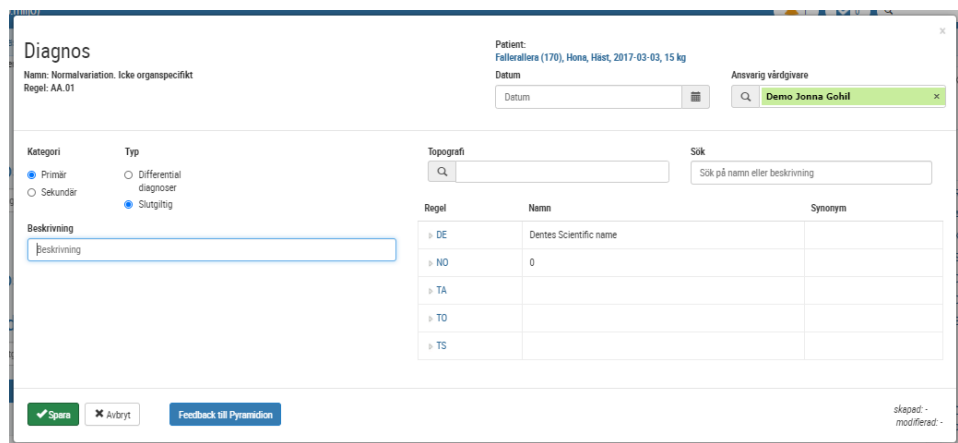 Diagnos
Namn: Normalvariation. Icke organspecifikt
Regel: AA.01
Patient:
Fallerallera (170), Hona, Häst, 2017-03-03, 15 kg
Datum
Datum
Ansvarig vårdgivare
Demo Jonna Gohil ×
×
Kategori
Primär
Sekundär
Typ
Differential
diagnoser
Slutgiltig
Beskrivning
Beskrivning
Topografi
Sök
Sök på namn eller beskrivning
Regel Namn Synonym
» DE Dentes Scientific name
» NO 0
» TA
» TO
» TS
Spara
Avbryt
Feedback till Pyramidion
skapad: -
modifierad: -